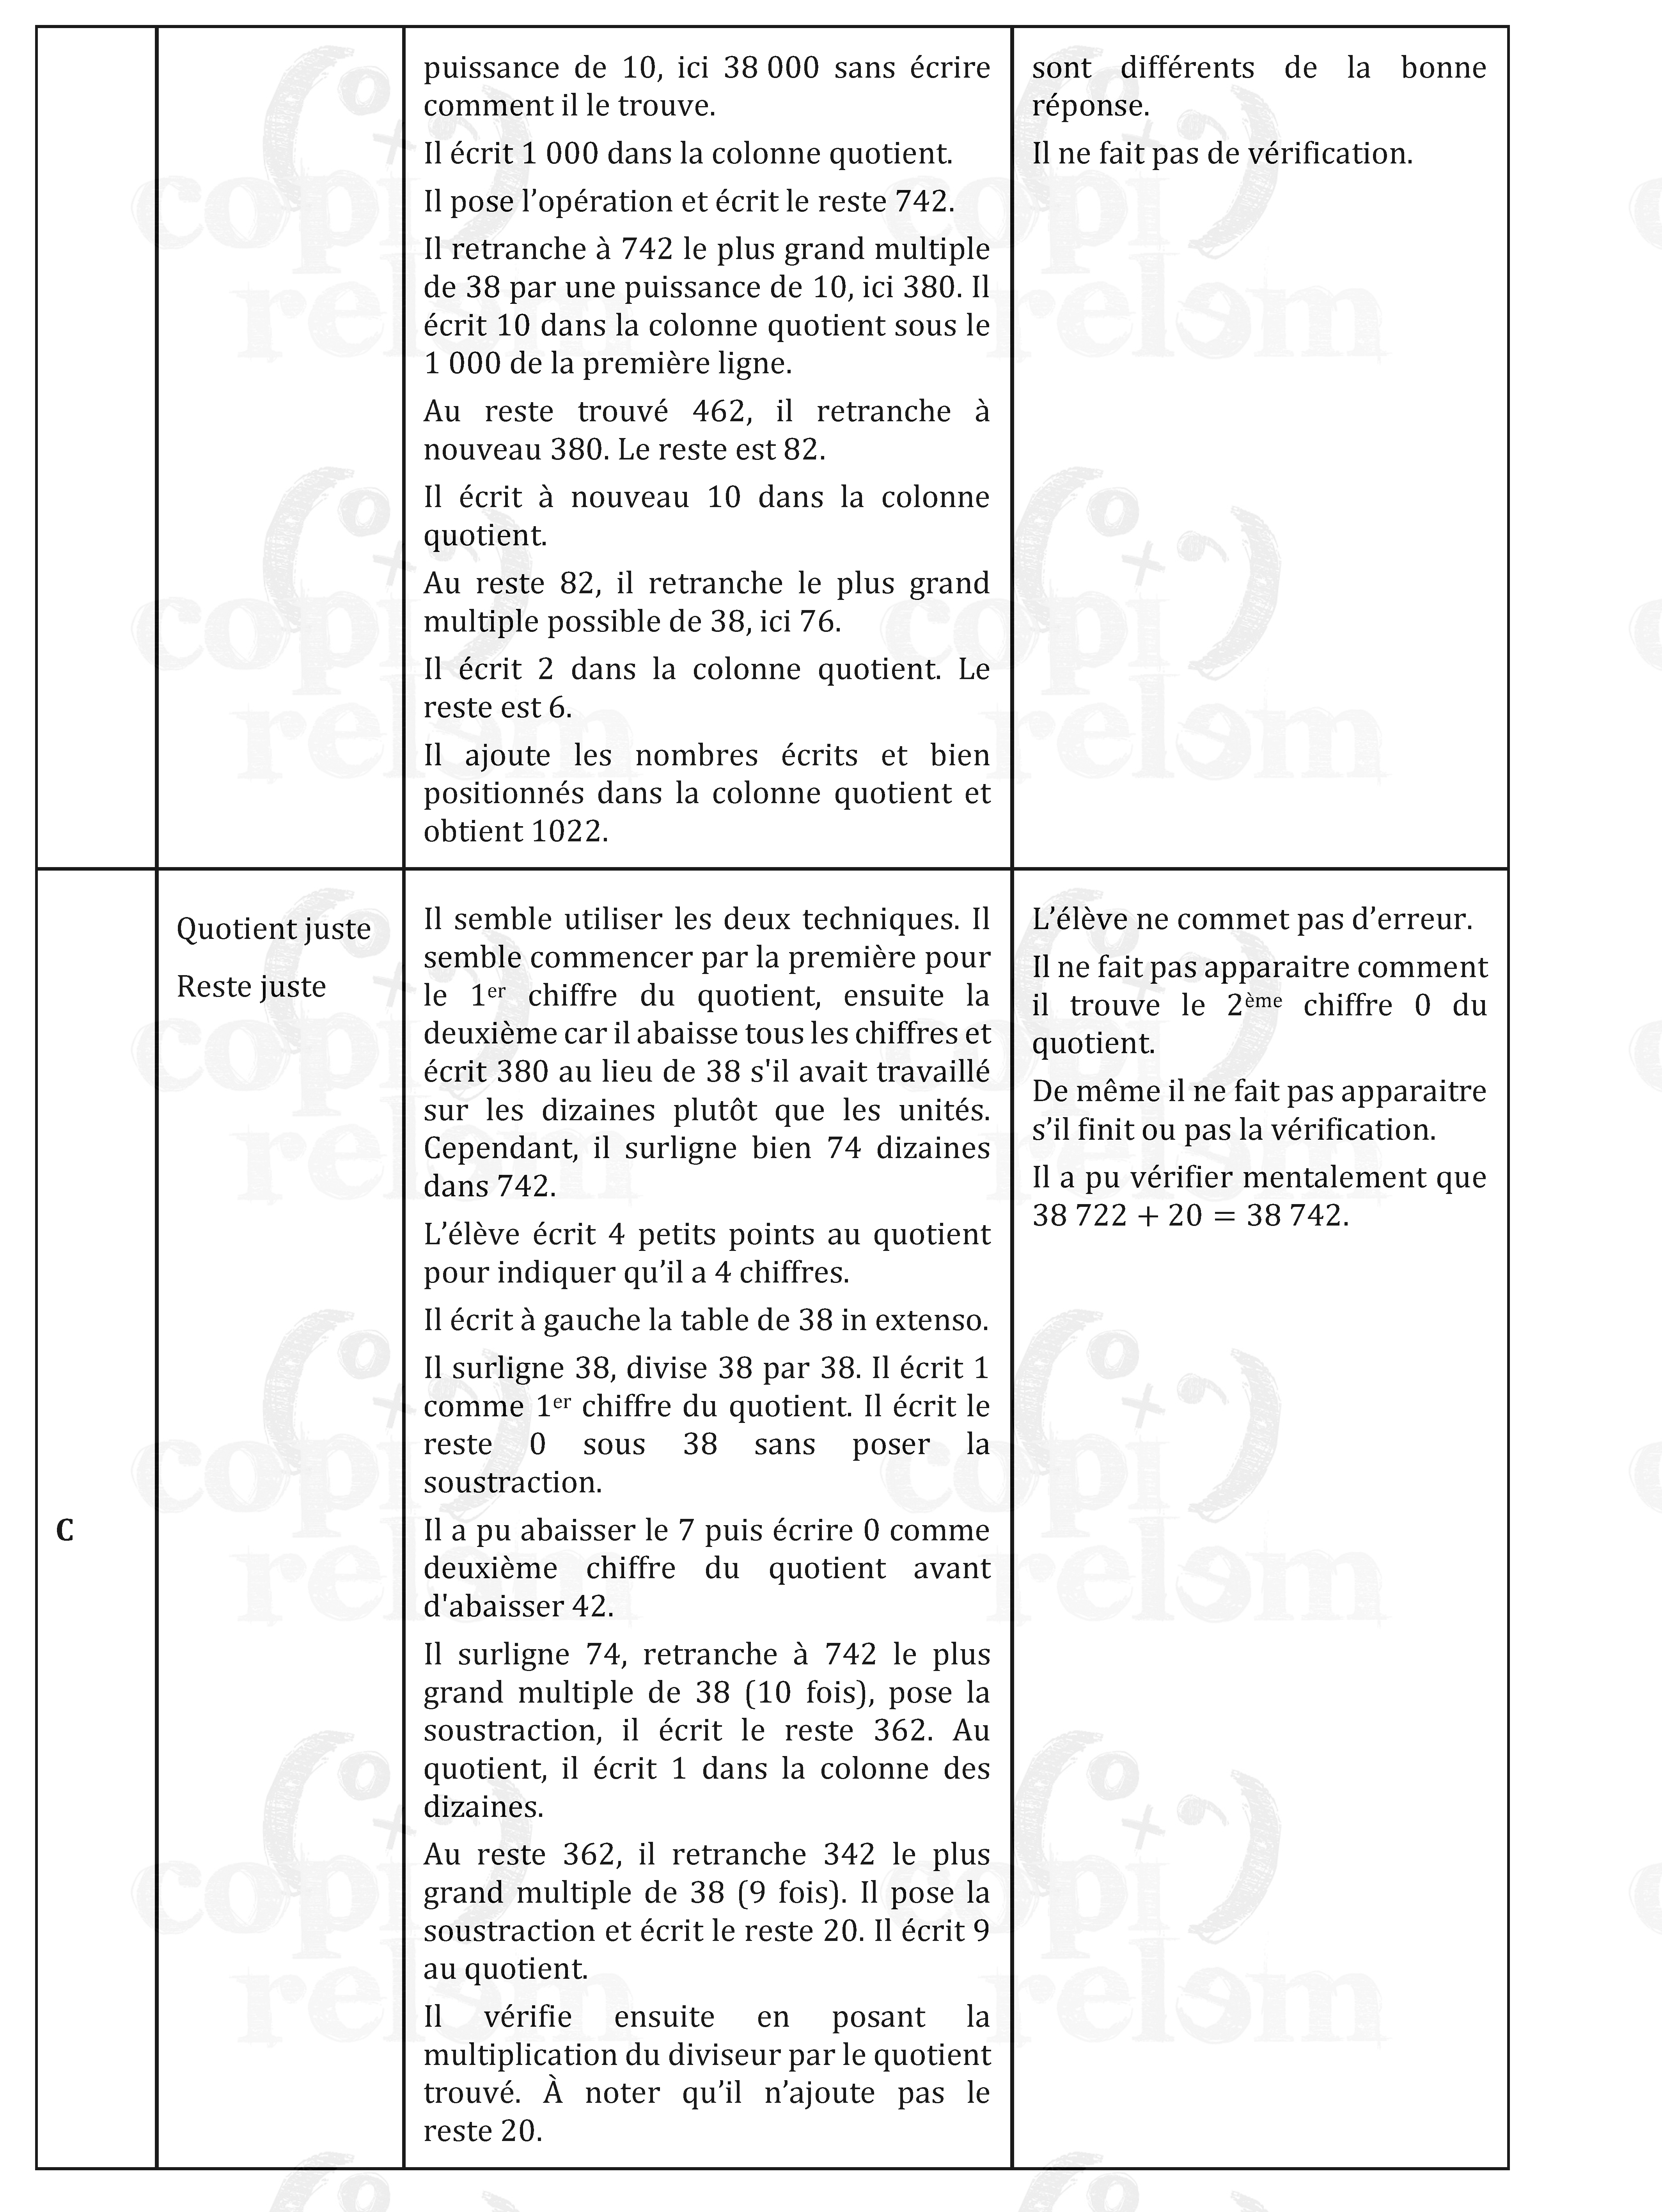 puissance de 10, ici 38 000 sans écrire
comment il le trouve.
Il écrit 1 000 dans la colonne quotient.
Il pose l’opération et écrit le reste 742.
Il retranche à 742 le plus grand multiple
de 38 par une puissance de 10, ici 380. Il
écrit 10 dans la colonne quotient sous le
1 000 de la première ligne.
Au reste trouvé 462, il retranche à
nouveau 380. Le reste est 82.
Il écrit à nouveau 10 dans la colonne
quotient.
Au reste 82, il retranche le plus grand
multiple possible de 38, ici 76.
Il écrit 2 dans la colonne quotient. Le
reste est 6.
Il ajoute les nombres écrits et bien
positionnés dans la colonne quotient et
obtient 1022.
sont différents de la bonne
réponse.
Il ne fait pas de vérification.
C
Quotient juste
Reste juste
Il semble utiliser les deux techniques. Il
semble commencer par la première pour
le 1er chiffre du quotient, ensuite la
deuxième car il abaisse tous les chiffres et
écrit 380 au lieu de 38 s'il avait travaillé
sur les dizaines plutôt que les unités.
Cependant, il surligne bien 74 dizaines
dans 742.
L’élève écrit 4 petits points au quotient
pour indiquer qu’il a 4 chiffres.
Il écrit à gauche la table de 38 in extenso.
Il surligne 38, divise 38 par 38. Il écrit 1
comme 1er chiffre du quotient. Il écrit le
reste 0 sous 38 sans poser la
soustraction.
Il a pu abaisser le 7 puis écrire 0 comme
deuxième chiffre du quotient avant
d'abaisser 42.
Il surligne 74, retranche à 742 le plus
grand multiple de 38 (10 fois), pose la
soustraction, il écrit le reste 362. Au
quotient, il écrit 1 dans la colonne des
dizaines.
Au reste 362, il retranche 342 le plus
grand multiple de 38 (9 fois). Il pose la
soustraction et écrit le reste 20. Il écrit 9
au quotient.
Il vérifie ensuite en posant la
multiplication du diviseur par le quotient
trouvé. À noter qu’il n’ajoute pas le
reste 20.
L’élève ne commet pas d’erreur.
Il ne fait pas apparaitre comment
il trouve le 2ème chiffre 0 du
quotient.
De même il ne fait pas apparaitre
s’il finit ou pas la vérification.
Il a pu vérifier mentalement que
38 722 + 20 = 38 742.
copi
relem